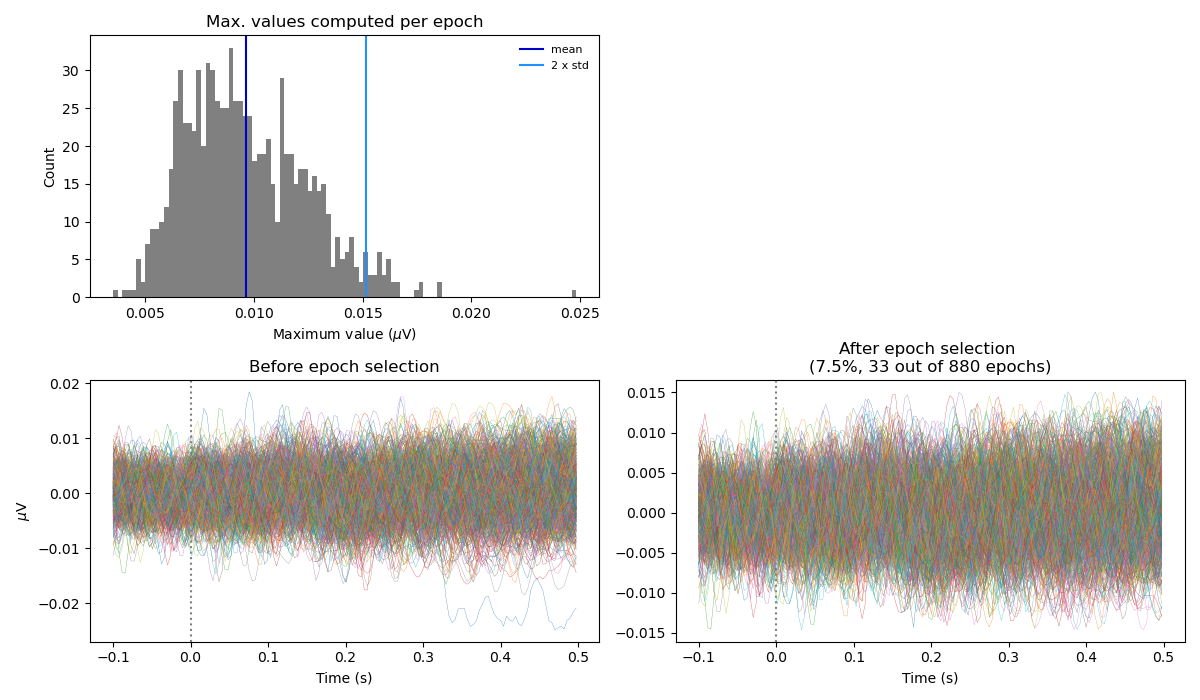 Max. values computed per epoch
mean
2 x std
Count
30
25
20
15
10
5
0
0.005 0.010 0.015 0.020 0.025
Maximum value (μV)
Before epoch selection
μV
0.02
0.01
0.00
−0.01
−0.02
−0.1 0.0 0.1 0.2 0.3 0.4 0.5
Time (s)
After epoch selection
(7.5%, 33 out of 880 epochs)
0.015
0.010
0.005
0.000
−0.005
−0.010
−0.015
−0.1 0.0 0.1 0.2 0.3 0.4 0.5
Time (s)